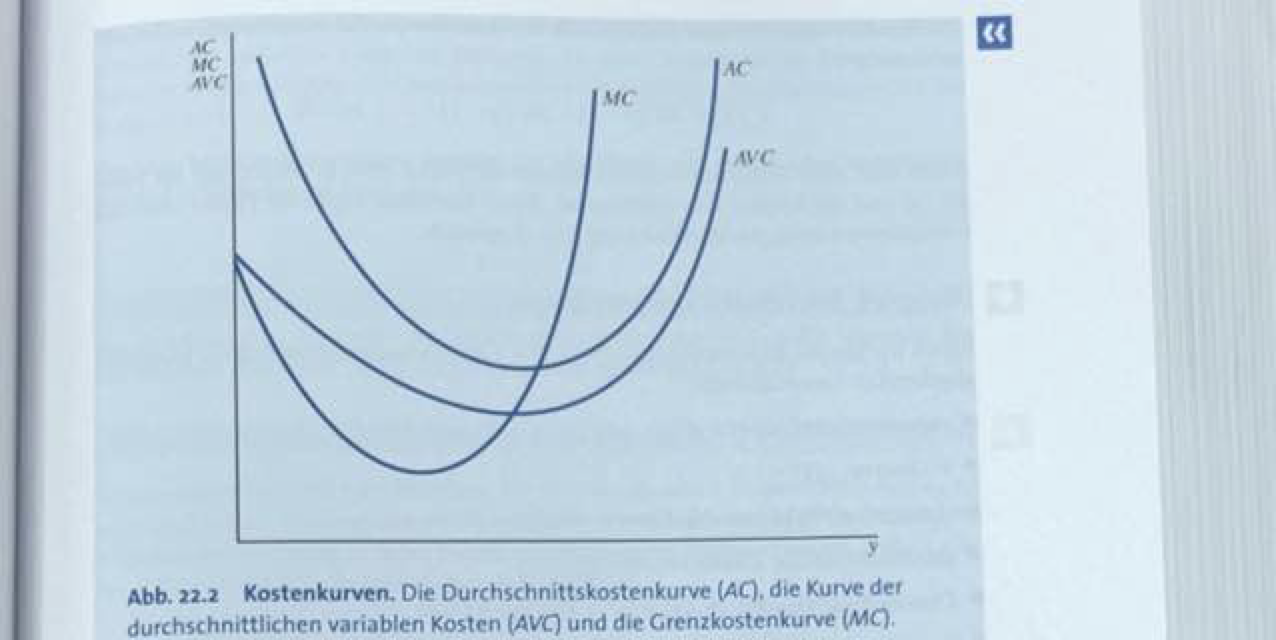 AC
MC
AVC
AC
MC
AVC
y
Abb. 22.2 Kostenkurven. Die Durchschnittskostenkurve (AC), die Kurve der
durchschnittlichen variablen Kosten (AVC) und die Grenzkostenkurve (MC).